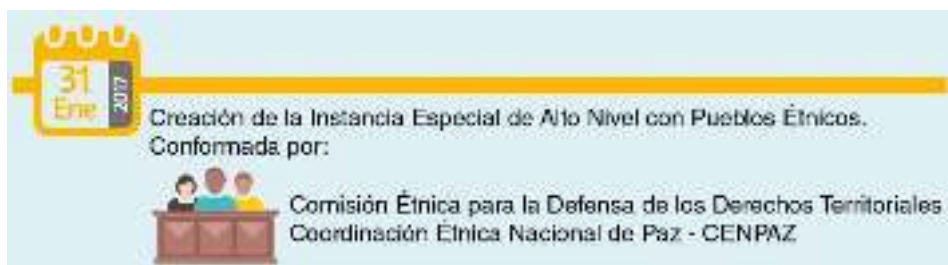 31
Ene
2017
Creación de la Instancia Especial de Alto Nivel con Pueblos Étnicos.
Conformada por:
Comisión Étnica para la Defensa de los Derechos Territoriales
Coordinación Étnica Nacional de Paz - CENPAZ